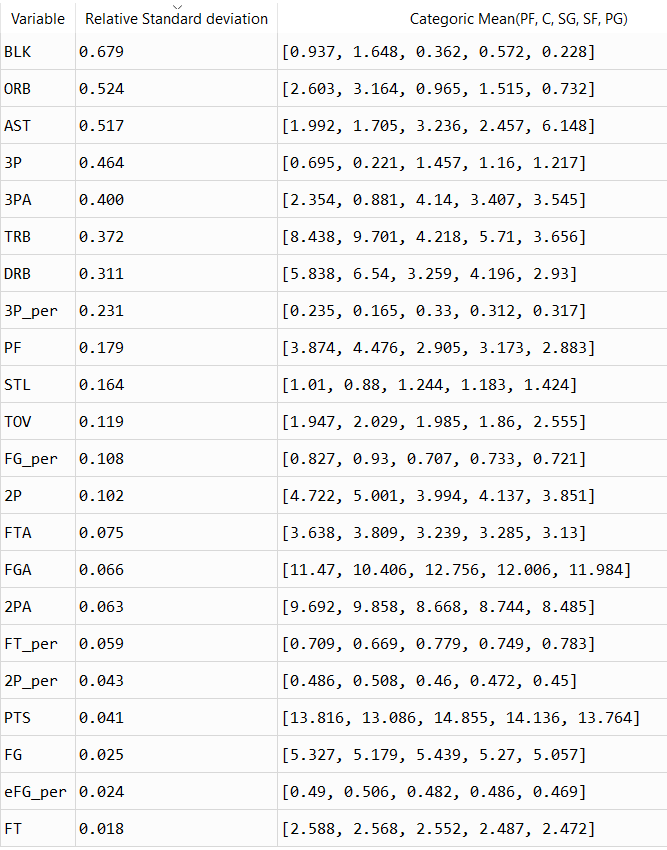 Variable Relative Standard deviation Categoric Mean(PF, C, SG, SF, PG)
BLK 0.679 [0.937, 1.648, 0.362, 0.572, 0.228]
ORB 0.524 [2.603, 3.164, 0.965, 1.515, 0.732]
AST 0.517 [1.992, 1.705, 3.236, 2.457, 6.148]
3P 0.464 [0.695, 0.221, 1.457, 1.16, 1.217]
3PA 0.400 [2.354, 0.881, 4.14, 3.407, 3.545]
TRB 0.372 [8.438, 9.701, 4.218, 5.71, 3.656]
DRB 0.311 [5.838, 6.54, 3.259, 4.196, 2.93]
3P_per 0.231 [0.235, 0.165, 0.33, 0.312, 0.317]
PF 0.179 [3.874, 4.476, 2.905, 3.173, 2.883]
STL 0.164 [1.01, 0.88, 1.244, 1.183, 1.424]
TOV 0.119 [1.947, 2.029, 1.985, 1.86, 2.555]
FG_per 0.108 [0.827, 0.93, 0.707, 0.733, 0.721]
2P 0.102 [4.722, 5.001, 3.994, 4.137, 3.851]
FTA 0.075 [3.638, 3.809, 3.239, 3.285, 3.13]
FGA 0.066 [11.47, 10.406, 12.756, 12.006, 11.984]
2PA 0.063 [9.692, 9.858, 8.668, 8.744, 8.485]
FT_per 0.059 [0.709, 0.669, 0.779, 0.749, 0.783]
2P_per 0.043 [0.486, 0.508, 0.46, 0.472, 0.45]
PTS 0.041 [13.816, 13.086, 14.855, 14.136, 13.764]
FG 0.025 [5.327, 5.179, 5.439, 5.27, 5.057]
eFG_per 0.024 [0.49, 0.506, 0.482, 0.486, 0.469]
FT 0.018 [2.588, 2.568, 2.552, 2.487, 2.472]